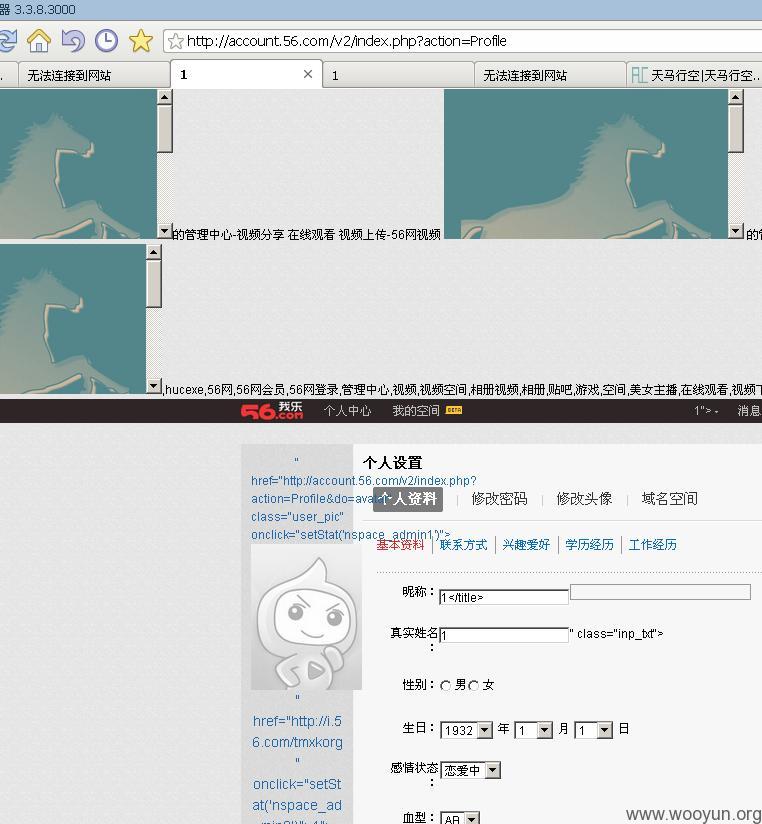 器 3.3.8.3000
http://account.56.com/v2/index.php?action=Profile
无法连接到网站
1
1
无法连接到网站
天马行空|天马行空..
的管理中心-视频分享 在线观看 视频上传-56网视频
的管
,hucexe,56网,56网会员,56网登录,管理中心,视频,视频空间,相册视频,相册,贴吧,游戏,空间,美女主播,在线观看,视频下
56.com 我乐 个人中心 我的空间 BETA 1">- 消息
"
href="http://account.56.com/v2/index.php?
action=Profile&do=avatar"
class="user_pic"
onclick="setStat('nspace_admin1')">
个人设置
个人资料 修改密码 修改头像 域名空间
基本资料 联系方式 兴趣爱好 学历经历 工作经历
昵称: 1</title>
真实姓名: 1 " class="inp_txt">
性别: 男 女
生日: 1932 年 1 月 1 日
感情状态: 恋爱中
血型: AB
"
href="http://i.5
6.com/tmxkorg
"
onclick="setSt
at('nspace_ad
www.wooyun.org